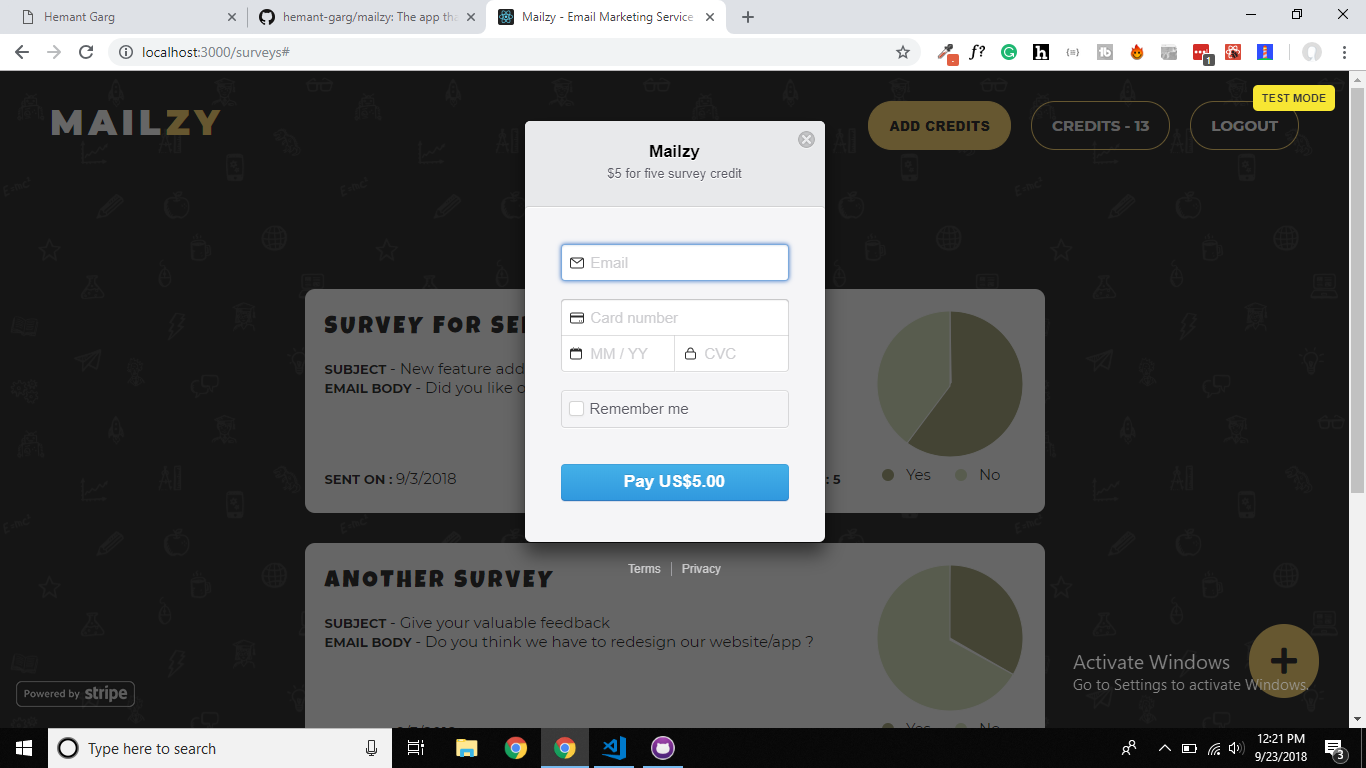 Hemant Garg
hemant-garg/mailzy: The app tha
Mailzy - Email Marketing Service
localhost:3000/surveys#
f?
1
TEST MODE
MAILZY
ADD CREDITS
CREDITS - 13
LOGOUT
Mailzy
$5 for five survey credit
Email
Card number
MM / YY
CVC
Remember me
Pay US$5.00
Terms
Privacy
SURVEY FOR
SUBJECT - New feature add
EMAIL BODY - Did you like
SENT ON : 9/3/2018
: 5
Yes
No
ANOTHER SURVEY
SUBJECT - Give your valuable feedback
EMAIL BODY - Do you think we have to redesign our website/app ?
Yes
No
Activate Windows
Go to Settings to activate Windows.
Powered by stripe
Type here to search
12:21 PM
9/23/2018
3